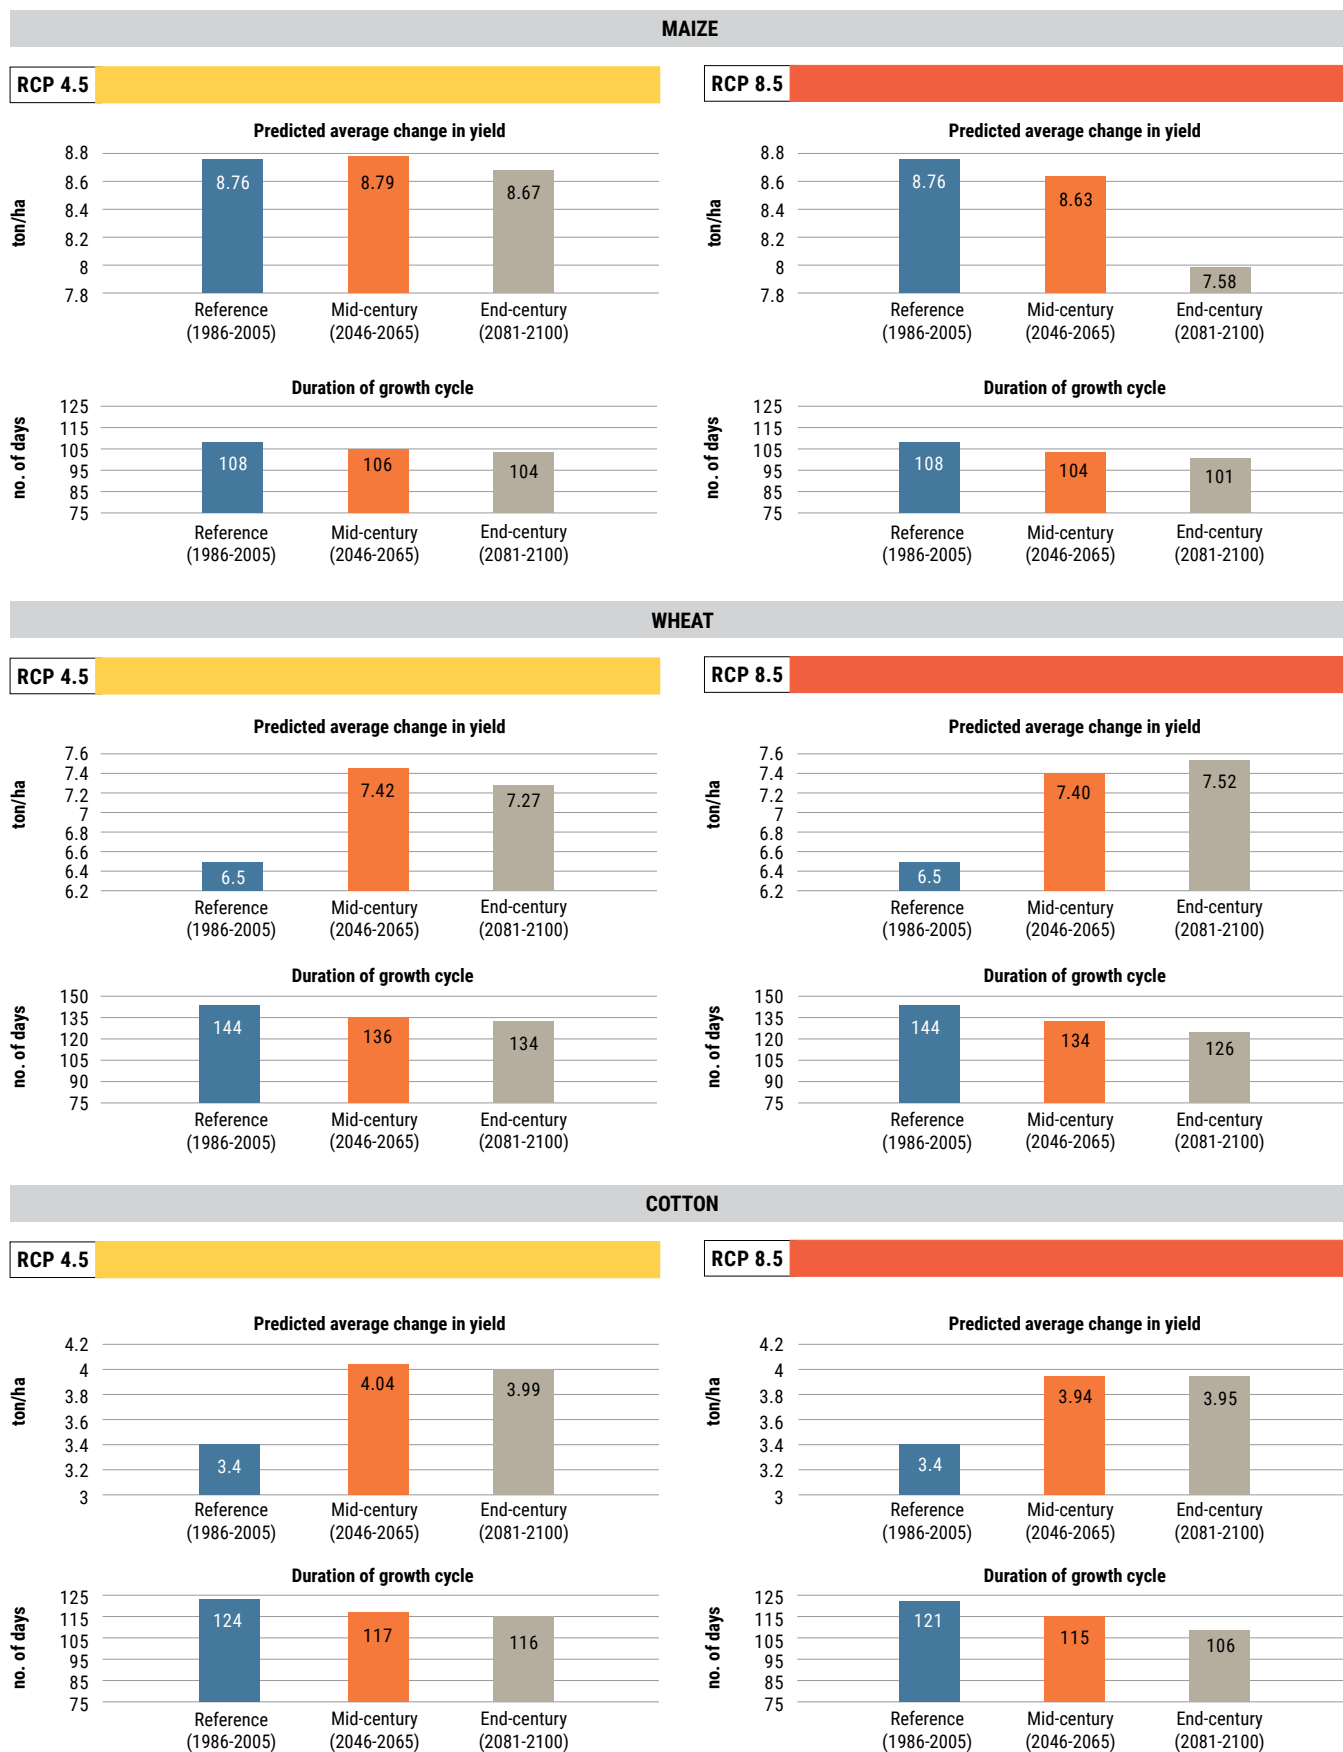 MAIZE
RCP 4.5
RCP 8.5
Predicted average change in yield
ton/ha
8.8
8.6
8.4
8.2
8
7.8
8.76
8.79
8.67
Reference
(1986-2005)
Mid-century
(2046-2065)
End-century
(2081-2100)
Predicted average change in yield
ton/ha
8.8
8.6
8.4
8.2
8
7.8
8.76
8.63
7.58
Reference
(1986-2005)
Mid-century
(2046-2065)
End-century
(2081-2100)
Duration of growth cycle
no. of days
125
115
105
95
85
75
108
106
104
Reference
(1986-2005)
Mid-century
(2046-2065)
End-century
(2081-2100)
Duration of growth cycle
no. of days
125
115
105
95
85
75
108
104
101
Reference
(1986-2005)
Mid-century
(2046-2065)
End-century
(2081-2100)
WHEAT
RCP 4.5
RCP 8.5
Predicted average change in yield
ton/ha
7.6
7.4
7.2
7
6.8
6.6
6.4
6.2
6.5
7.42
7.27
Reference
(1986-2005)
Mid-century
(2046-2065)
End-century
(2081-2100)
Predicted average change in yield
ton/ha
7.6
7.4
7.2
7
6.8
6.6
6.4
6.2
6.5
7.40
7.52
Reference
(1986-2005)
Mid-century
(2046-2065)
End-century
(2081-2100)
Duration of growth cycle
no. of days
150
135
120
105
90
75
144
136
134
Reference
(1986-2005)
Mid-century
(2046-2065)
End-century
(2081-2100)
Duration of growth cycle
no. of days
150
135
120
105
90
75
144
134
126
Reference
(1986-2005)
Mid-century
(2046-2065)
End-century
(2081-2100)
COTTON
RCP 4.5
RCP 8.5
Predicted average change in yield
ton/ha
4.2
4
3.8
3.6
3.4
3.2
3
3.4
4.04
3.99
Reference
(1986-2005)
Mid-century
(2046-2065)
End-century
(2081-2100)
Predicted average change in yield
ton/ha
4.2
4
3.8
3.6
3.4
3.2
3
3.4
3.94
3.95
Reference
(1986-2005)
Mid-century
(2046-2065)
End-century
(2081-2100)
Duration of growth cycle
no. of days
125
115
105
95
85
75
124
117
116
Reference
(1986-2005)
Mid-century
(2046-2065)
End-century
(2081-2100)
Duration of growth cycle
no. of days
125
115
105
95
85
75
121
115
106
Reference
(1986-2005)
Mid-century
(2046-2065)
End-century
(2081-2100)